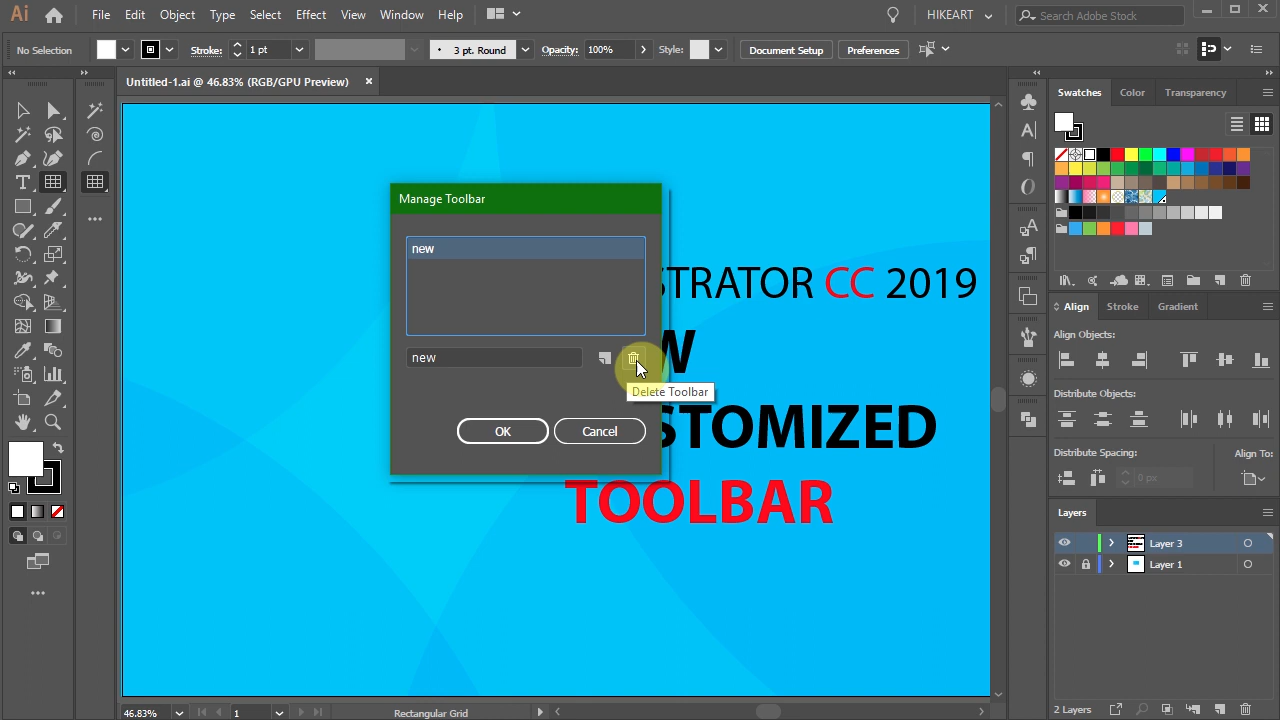 Ai File Edit Object Type Select Effect View Window Help HIKEART Search Adobe Stock
No Selection Stroke: 1 pt 3 pt. Round Opacity: 100% Style: Document Setup Preferences
Untitled-1.ai @ 46.83% (RGB/GPU Preview)
Swatches Color Transparency
Manage Toolbar
new
new
Delete Toolbar
OK Cancel
STRATOR CC 2019
W
STOMIZED
TOOLBAR
Align Stroke Gradient
Align Objects:
Distribute Objects:
Distribute Spacing: Align To:
0 px
Layers
Layer 3
Layer 1
2 Layers
46.83% 1 Rectangular Grid